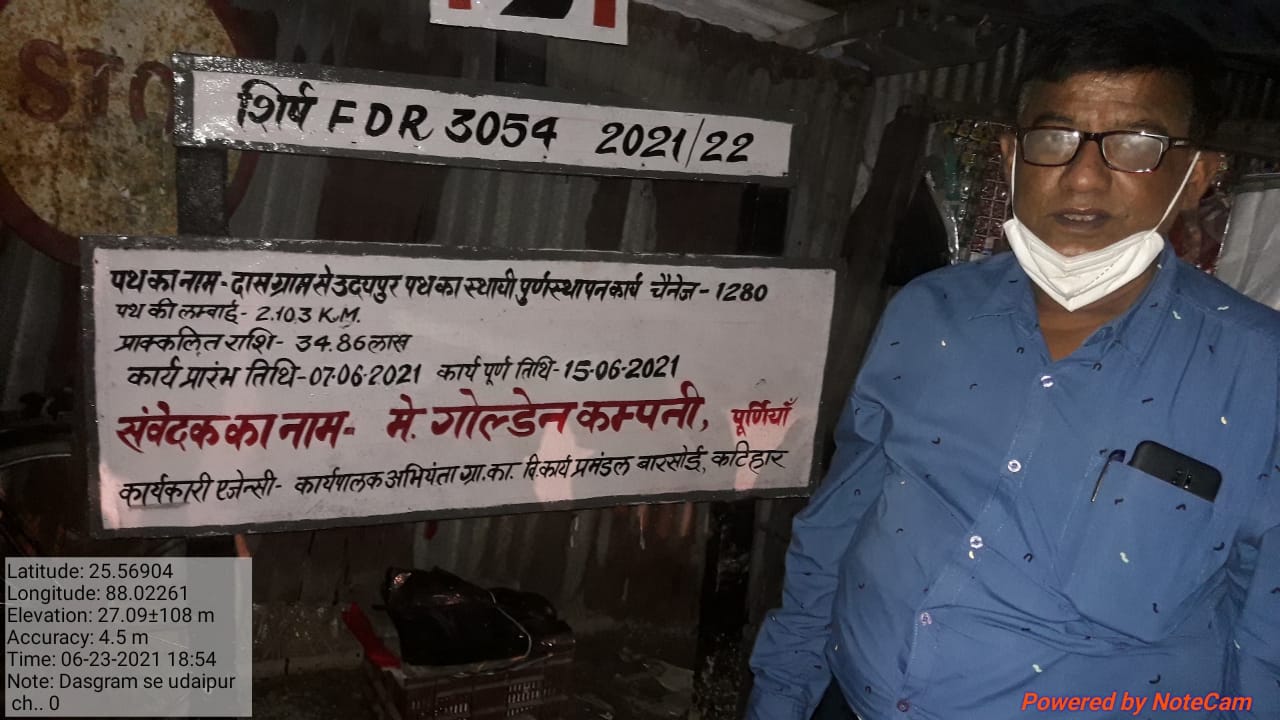 STO
शिर्ष FDR 3054 2021/22
पथ का नाम - दासग्राम से उदयपुर पथ का स्थायी पुर्णस्थापन कार्य चैनेज - 1280
पथ की लम्बाई - 2.103 K.M.
प्राक्कलित राशि - 34.86 लाख
कार्य प्रारंभ तिथि - 07.06.2021 कार्य पूर्ण तिथि - 15.06.2021
संवेदक का नाम - मे. गोल्डेन कम्पनी, पूर्णियाँ
कार्यकारी एजेन्सी - कार्यपालक अभियंता ग्रा.का. वि.कार्य प्रमंडल बारसोई, कटिहार
Latitude: 25.56904
Longitude: 88.02261
Elevation: 27.09±108 m
Accuracy: 4.5 m
Time: 06-23-2021 18:54
Note: Dasgram se udaipur
ch.. 0
Powered by NoteCam